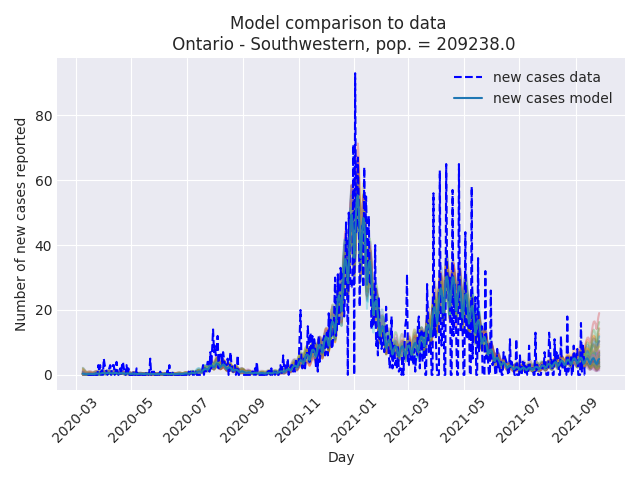 Model comparison to data
Ontario - Southwestern, pop. = 209238.0
new cases data
new cases model
Number of new cases reported
80
60
40
20
0
2020-03
2020-05
2020-07
2020-09
2020-11
2021-01
2021-03
2021-05
2021-07
2021-09
Day